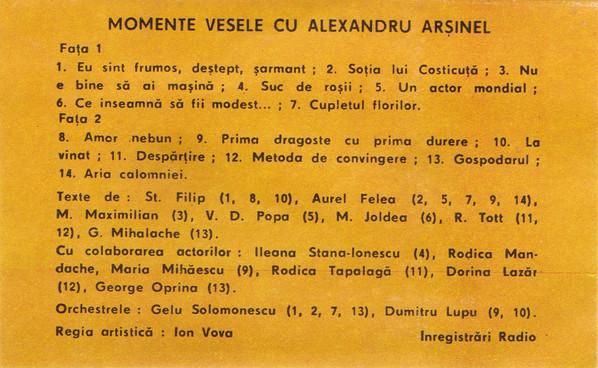 MOMENTE VESELE CU ALEXANDRU ARȘINEL
Fața 1
1. Eu sint frumos, deștept, șarmant ; 2. Soția lui Costicuță ; 3. Nu
e bine să ai mașină ; 4. Suc de roșii ; 5. Un actor mondial ;
6. Ce inseamnă să fii modest... ; 7. Cupletul florilor.
Fața 2
8. Amor nebun ; 9. Prima dragoste cu prima durere ; 10. La
vinat ; 11. Despărțire ; 12. Metoda de convingere ; 13. Gospodarul ;
14. Aria calomniei.
Texte de : St. Filip (1, 8, 10), Aurel Felea (2, 5, 7, 9, 14),
M. Maximilian (3), V. D. Popa (5), M. Joldea (6), R. Tott (11,
12), G. Mihalache (13).
Cu colaborarea actorilor : Ileana Stana-Ionescu (4), Rodica Man-
dache, Maria Mihăescu (9), Rodica Tapalagă (11), Dorina Lazăr
(12), George Oprina (13).
Orchestrele : Gelu Solomonescu (1, 2, 7, 13), Dumitru Lupu (9, 10).
Regia artistică : Ion Vova Inregistrări Radio